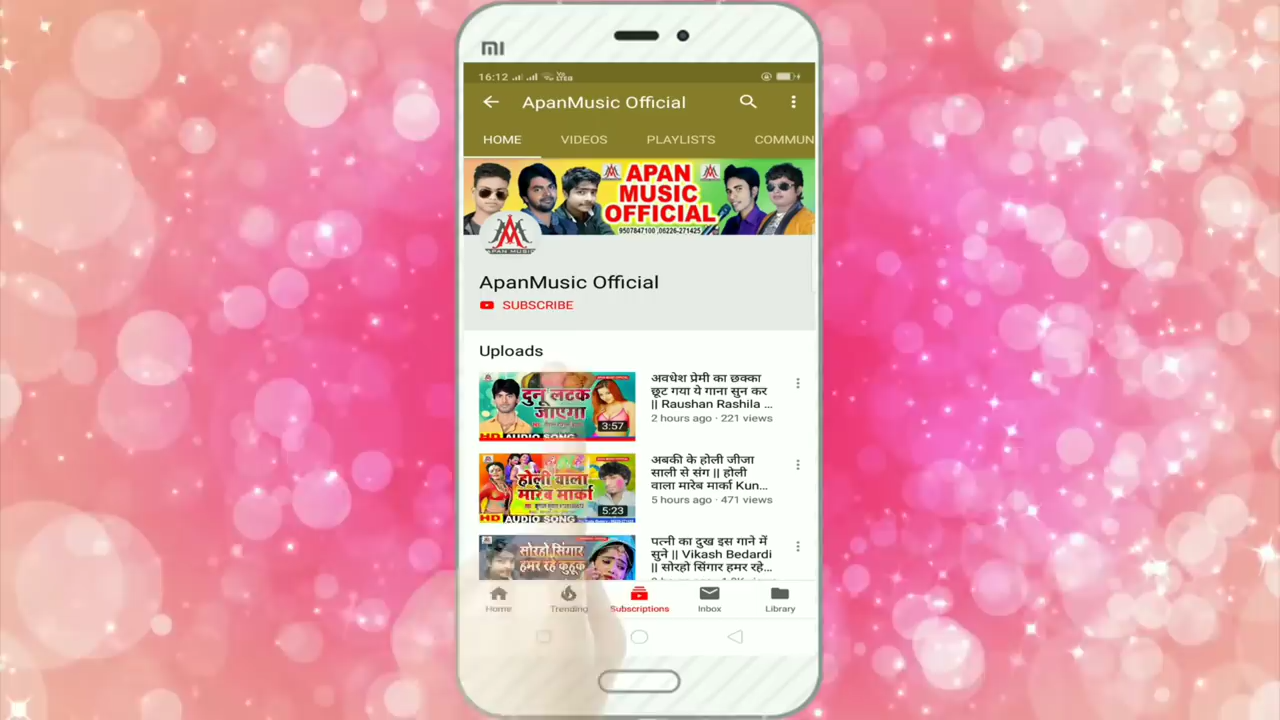 mi
16:12
ApanMusic Official
HOME VIDEOS PLAYLISTS COMMUN
APAN
MUSIC
OFFICIAL
9507847100 ,06226-271425
APAN MUSIC
ApanMusic Official
SUBSCRIBE
Uploads
दुनू लटक
जाएगा
3:57
HD AUDIO SONG
अवधेश प्रेमी का छक्का
छूट गया ये गाना सुन कर
|| Raushan Rashila ...
2 hours ago · 221 views
होली वाला
मारेब मार्का
5:23
HD AUDIO SONG
अबकी के होली जीजा
साली से संग || होली
वाला मारेब मार्का Kun...
5 hours ago · 471 views
सोरहो सिंगार
हमर रहे कुहूक
पत्नी का दुख इस गाने में
सुने || Vikash Bedardi
|| सोरहो सिंगार हमर रहे...
Home Trending Subscriptions Inbox Library